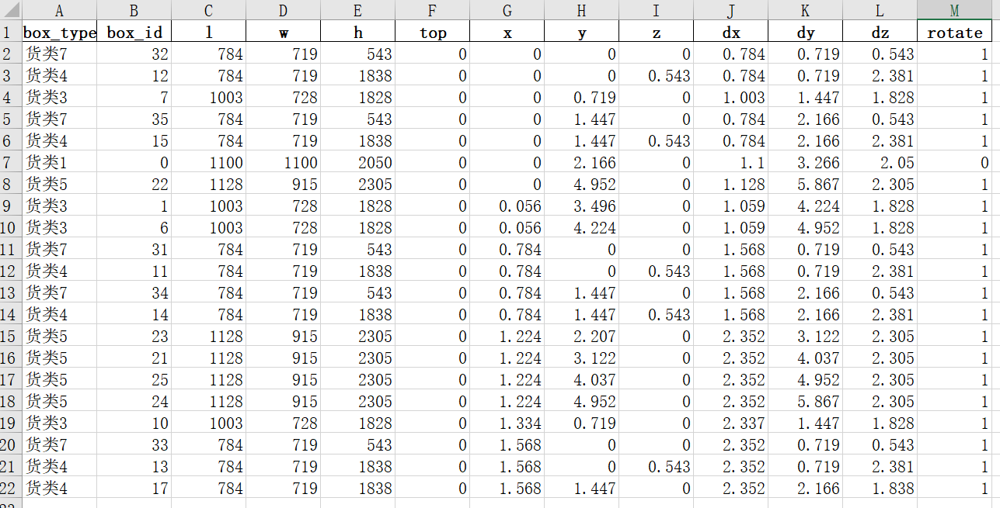 A B C D E F G H I J K L M
1 box_type box_id l w h top x y z dx dy dz rotate
2 货类7 32 784 719 543 0 0 0 0 0.784 0.719 0.543 1
3 货类4 12 784 719 1838 0 0 0 0.543 0.784 0.719 2.381 1
4 货类3 7 1003 728 1828 0 0 0.719 0 1.003 1.447 1.828 1
5 货类7 35 784 719 543 0 0 1.447 0 0.784 2.166 0.543 1
6 货类4 15 784 719 1838 0 0 1.447 0.543 0.784 2.166 2.381 1
7 货类1 0 1100 1100 2050 0 0 2.166 0 1.1 3.266 2.05 0
8 货类5 22 1128 915 2305 0 0 4.952 0 1.128 5.867 2.305 1
9 货类3 1 1003 728 1828 0 0.056 3.496 0 1.059 4.224 1.828 1
10 货类3 6 1003 728 1828 0 0.056 4.224 0 1.059 4.952 1.828 1
11 货类7 31 784 719 543 0 0.784 0 0 1.568 0.719 0.543 1
12 货类4 11 784 719 1838 0 0.784 0 0.543 1.568 0.719 2.381 1
13 货类7 34 784 719 543 0 0.784 1.447 0 1.568 2.166 0.543 1
14 货类4 14 784 719 1838 0 0.784 1.447 0.543 1.568 2.166 2.381 1
15 货类5 23 1128 915 2305 0 1.224 2.207 0 2.352 3.122 2.305 1
16 货类5 21 1128 915 2305 0 1.224 3.122 0 2.352 4.037 2.305 1
17 货类5 25 1128 915 2305 0 1.224 4.037 0 2.352 4.952 2.305 1
18 货类5 24 1128 915 2305 0 1.224 4.952 0 2.352 5.867 2.305 1
19 货类3 10 1003 728 1828 0 1.334 0.719 0 2.337 1.447 1.828 1
20 货类7 33 784 719 543 0 1.568 0 0 2.352 0.719 0.543 1
21 货类4 13 784 719 1838 0 1.568 0 0.543 2.352 0.719 2.381 1
22 货类4 17 784 719 1838 0 1.568 1.447 0 2.352 2.166 1.838 1